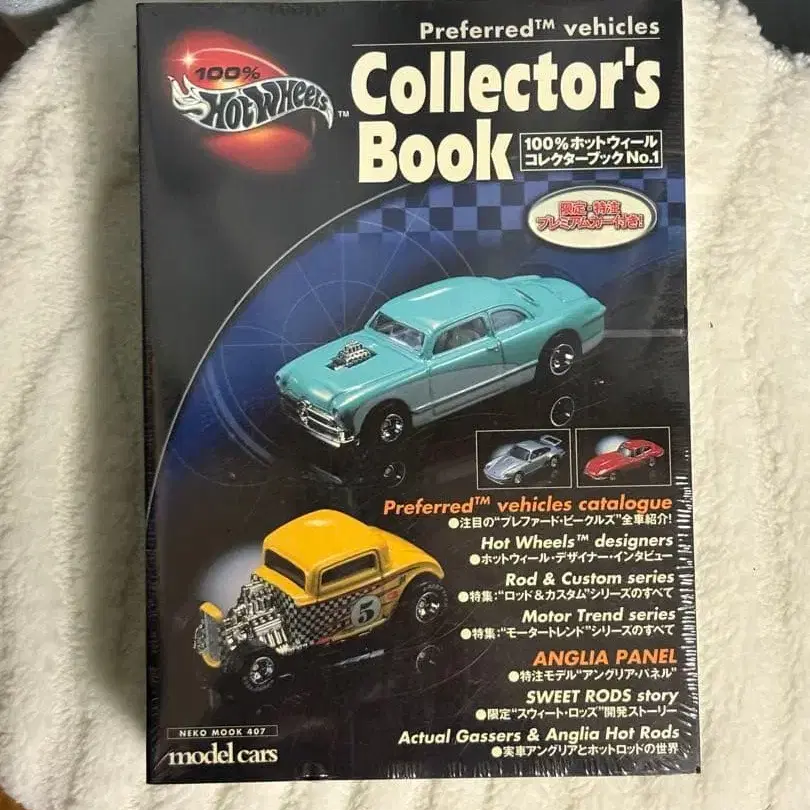 Preferred™ vehicles
100%
Hot Wheels™
Collector's
Book
100%ホットウィール
コレクターブック No.1
限定・特注
プレミアムカー付き!
5
Preferred™ vehicles catalogue
●注目の“プレファード・ビークルズ”全車紹介!
Hot Wheels™ designers
●ホットウィール・デザイナー・インタビュー
Rod & Custom series
●特集:“ロッド&カスタム”シリーズのすべて
Motor Trend series
●特集:“モータートレンド”シリーズのすべて
ANGLIA PANEL
●特注モデル“アングリア・パネル”
SWEET RODS story
●限定“スウィート・ロッズ”開発ストーリー
Actual Gassers & Anglia Hot Rods
●実車アングリアとホットロッドの世界
NEKO MOOK 407
model cars